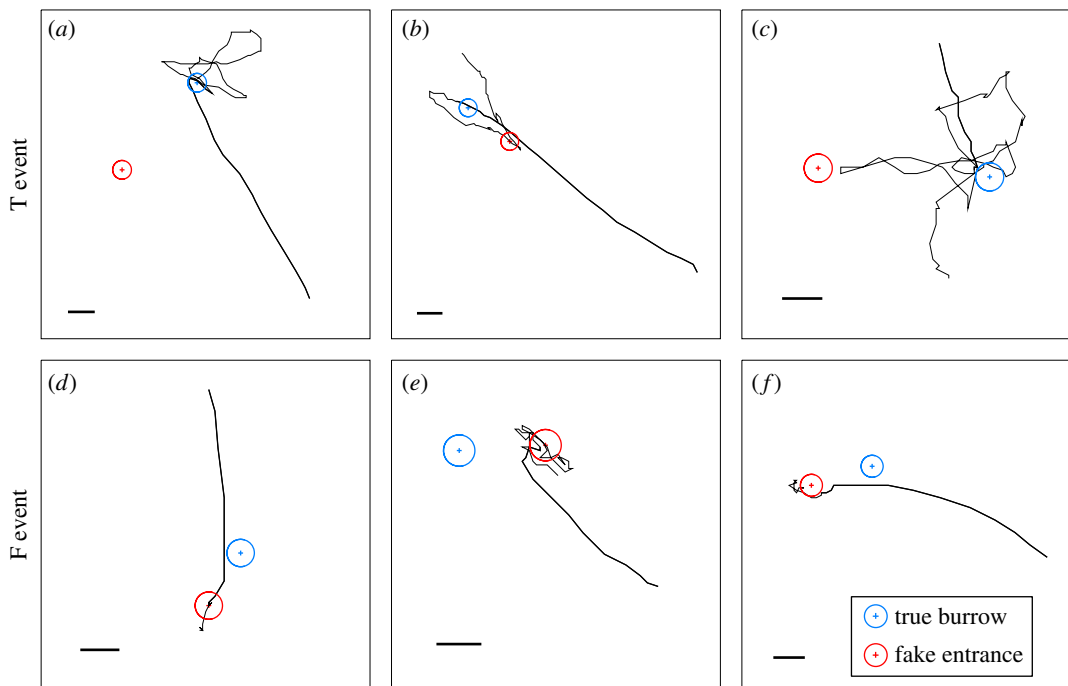 (a)
(b)
(c)
T event
(d)
(e)
(f)
F event
true burrow
fake entrance